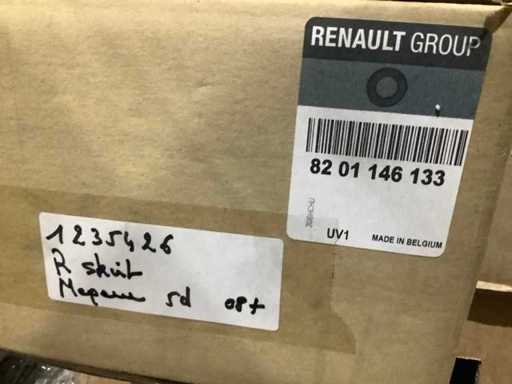 RENAULT GROUP
82 01 146 133
UV1
MADE IN BELGIUM
1235426
R skirt
Megane 5d 08+